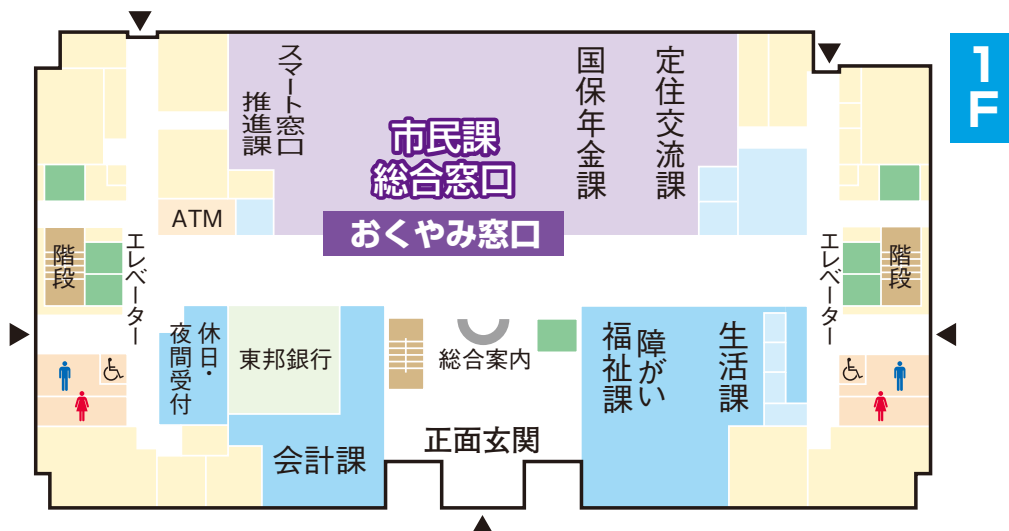 1F
スマート窓口
推進課
市民課
総合窓口
おくやみ窓口
国保年金課
定住交流課
ATM
階段
エレベーター
エレベーター
階段
休日・
夜間受付
東邦銀行
総合案内
障がい
福祉課
生活課
会計課
正面玄関